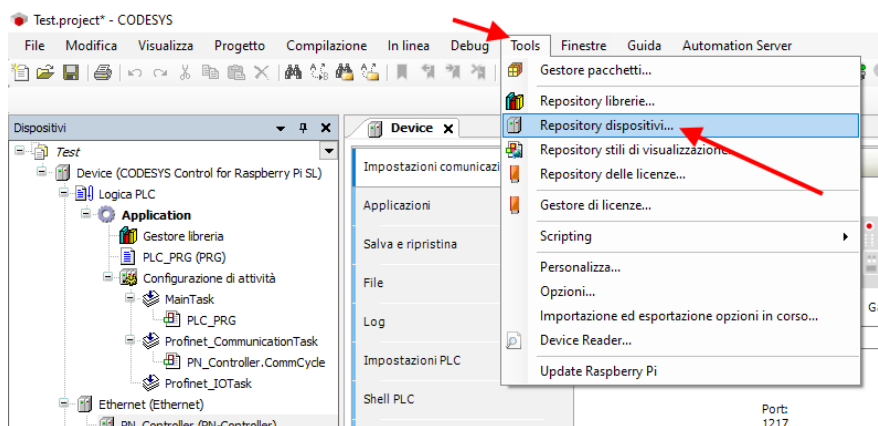 Test.project* - CODESYS
File Modifica Visualizza Progetto Compilazione In linea Debug Tools Finestre Guida Automation Server
Dispositivi
Test
Device (CODESYS Control for Raspberry Pi SL)
Logica PLC
Application
Gestore libreria
PLC_PRG (PRG)
Configurazione di attività
MainTask
PLC_PRG
Profinet_CommunicationTask
PN_Controller.CommCycle
Profinet_IOTask
Ethernet (Ethernet)
PN_Controller (PN-Controller)
Device
Impostazioni comunicazi
Applicazioni
Salva e ripristina
File
Log
Impostazioni PLC
Shell PLC
Gestore pacchetti...
Repository librerie...
Repository dispositivi...
Repository stili di visualizzazione...
Repository delle licenze...
Gestore di licenze...
Scripting
Personalizza...
Opzioni...
Importazione ed esportazione opzioni in corso...
Device Reader...
Update Raspberry Pi
G
Port:
1217